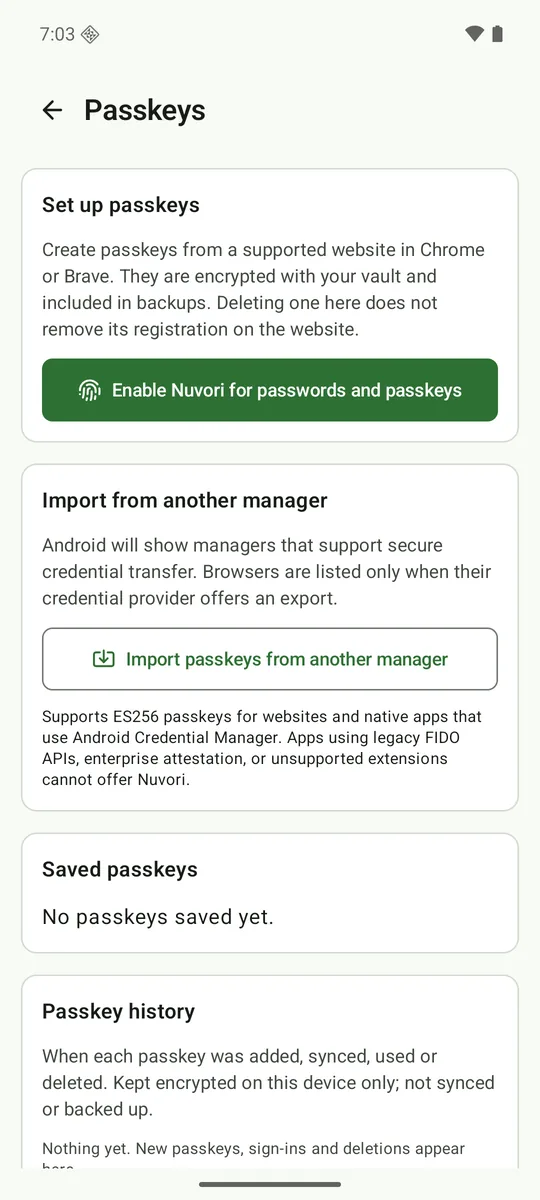 7:03
Passkeys
Set up passkeys
Create passkeys from a supported website in Chrome
or Brave. They are encrypted with your vault and
included in backups. Deleting one here does not
remove its registration on the website.
Enable Nuvori for passwords and passkeys
Import from another manager
Android will show managers that support secure
credential transfer. Browsers are listed only when their
credential provider offers an export.
Import passkeys from another manager
Supports ES256 passkeys for websites and native apps that
use Android Credential Manager. Apps using legacy FIDO
APIs, enterprise attestation, or unsupported extensions
cannot offer Nuvori.
Saved passkeys
No passkeys saved yet.
Passkey history
When each passkey was added, synced, used or
deleted. Kept encrypted on this device only; not synced
or backed up.
Nothing yet. New passkeys, sign-ins and deletions appear
here.